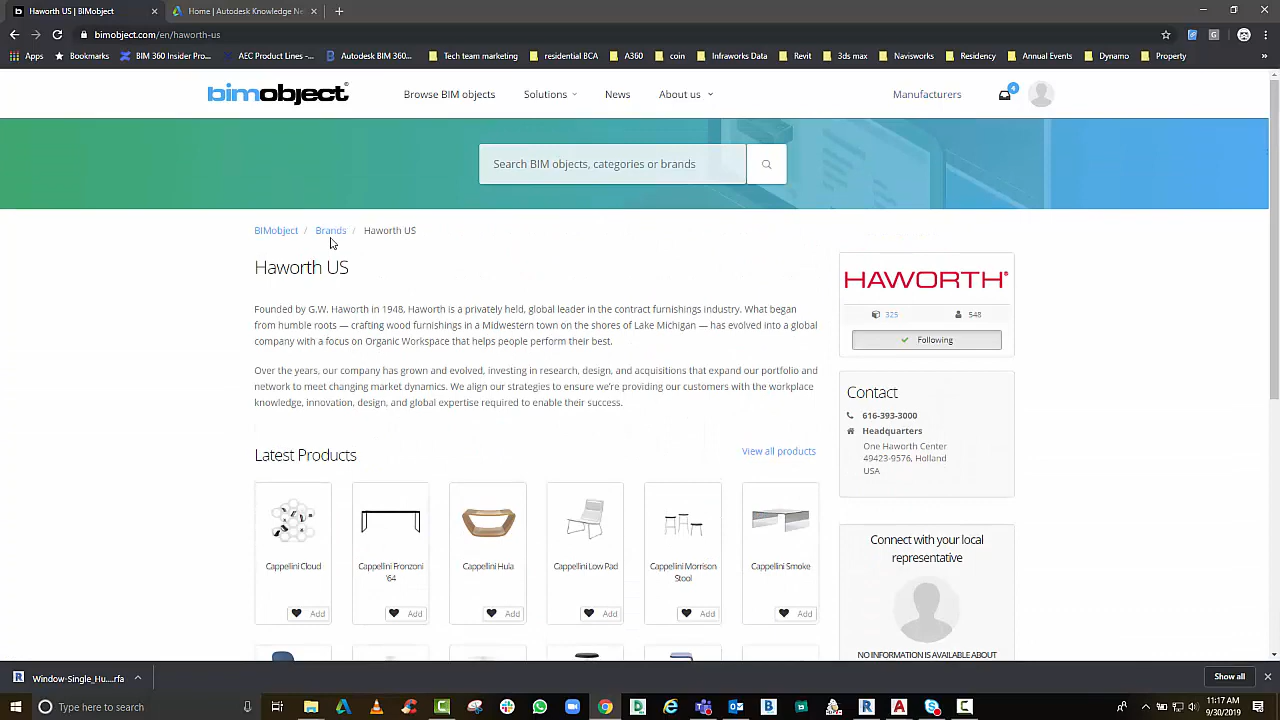 Haworth US | BIMobject
Home | Autodesk Knowledge Ne
bimobject.com/en/haworth-us
Apps Bookmarks BIM 360 Insider Pro... AEC Product Lines -... Autodesk BIM 360... Tech team marketing residential BCA A360 coin Infraworks Data Revit 3ds max Navisworks Residency Annual Events Dynamo Property »
bimobject® Browse BIM objects Solutions News About us Manufacturers 4
Search BIM objects, categories or brands
BIMobject / Brands / Haworth US
Haworth US
Founded by G.W. Haworth in 1948, Haworth is a privately held, global leader in the contract furnishings industry. What began
from humble roots — crafting wood furnishings in a Midwestern town on the shores of Lake Michigan — has evolved into a global
company with a focus on Organic Workspace that helps people perform their best.
Over the years, our company has grown and evolved, investing in research, design, and acquisitions that expand our portfolio and
network to meet changing market dynamics. We align our strategies to ensure we're providing our customers with the workplace
knowledge, innovation, design, and global expertise required to enable their success.
HAWORTH®
325 548
Following
Contact
616-393-3000
Headquarters
One Haworth Center
49423-9576, Holland
USA
Latest Products View all products
Cappellini Cloud
Cappellini Fronzoni
'64
Cappellini Hula
Cappellini Low Pad
Cappellini Morrison
Stool
Cappellini Smoke
Add Add Add Add Add Add
Connect with your local
representative
NO INFORMATION IS AVAILABLE ABOUT
Window-Single_Hu....rfa Show all
Type here to search
11:17 AM
9/30/2019